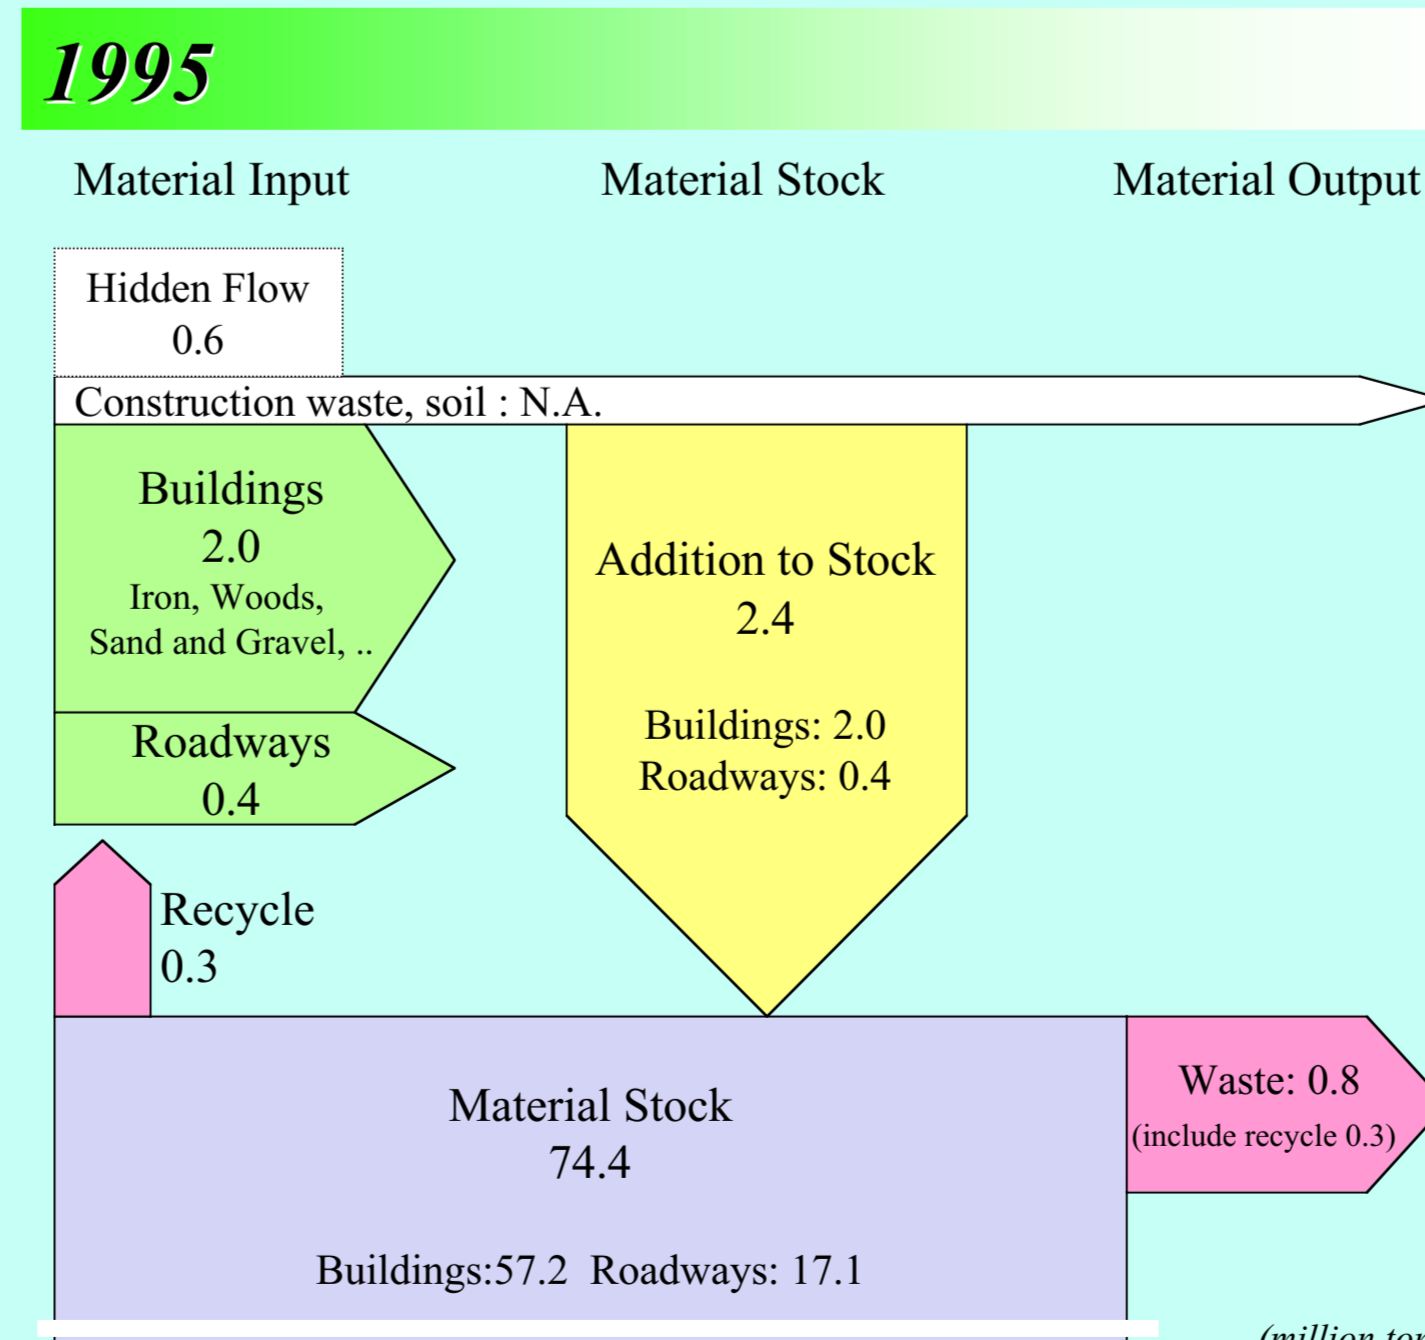 1995
Material Input
Material Stock
Material Output
Hidden Flow
0.6
Construction waste, soil : N.A.
Buildings
2.0
Iron, Woods,
Sand and Gravel, ..
Roadways
0.4
Addition to Stock
2.4
Buildings: 2.0
Roadways: 0.4
Recycle
0.3
Material Stock
74.4
Buildings:57.2 Roadways: 17.1
Waste: 0.8
(include recycle 0.3)
(million